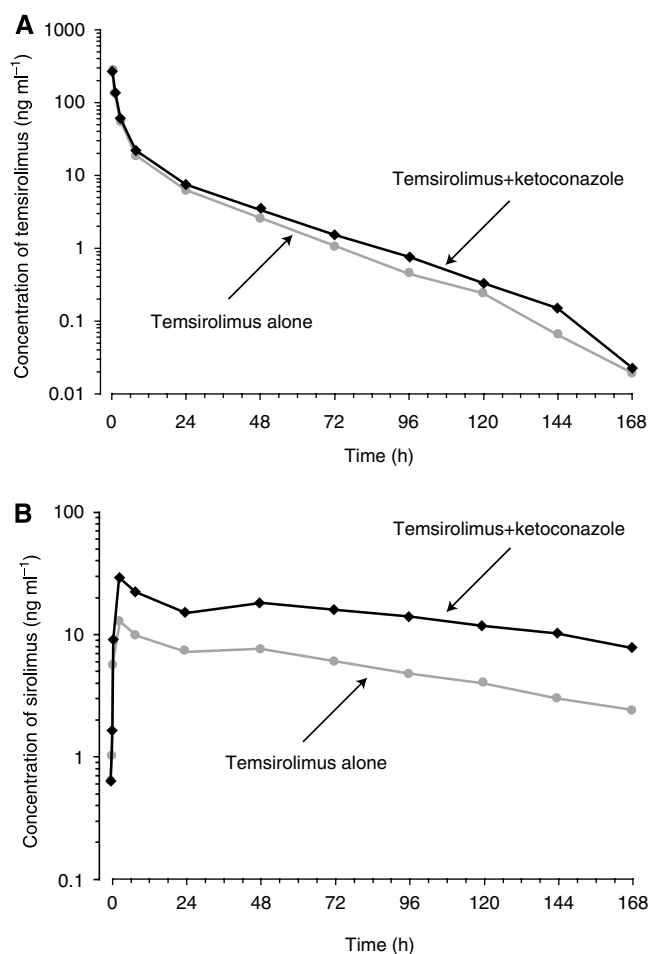 A
Concentration of temsirolimus (ng ml⁻¹)
1000
100
10
1
0.1
0.01
Temsirolimus+ketoconazole
Temsirolimus alone
0 24 48 72 96 120 144 168
Time (h)
B
Concentration of sirolimus (ng ml⁻¹)
100
10
1
0.1
Temsirolimus+ketoconazole
Temsirolimus alone
0 24 48 72 96 120 144 168
Time (h)